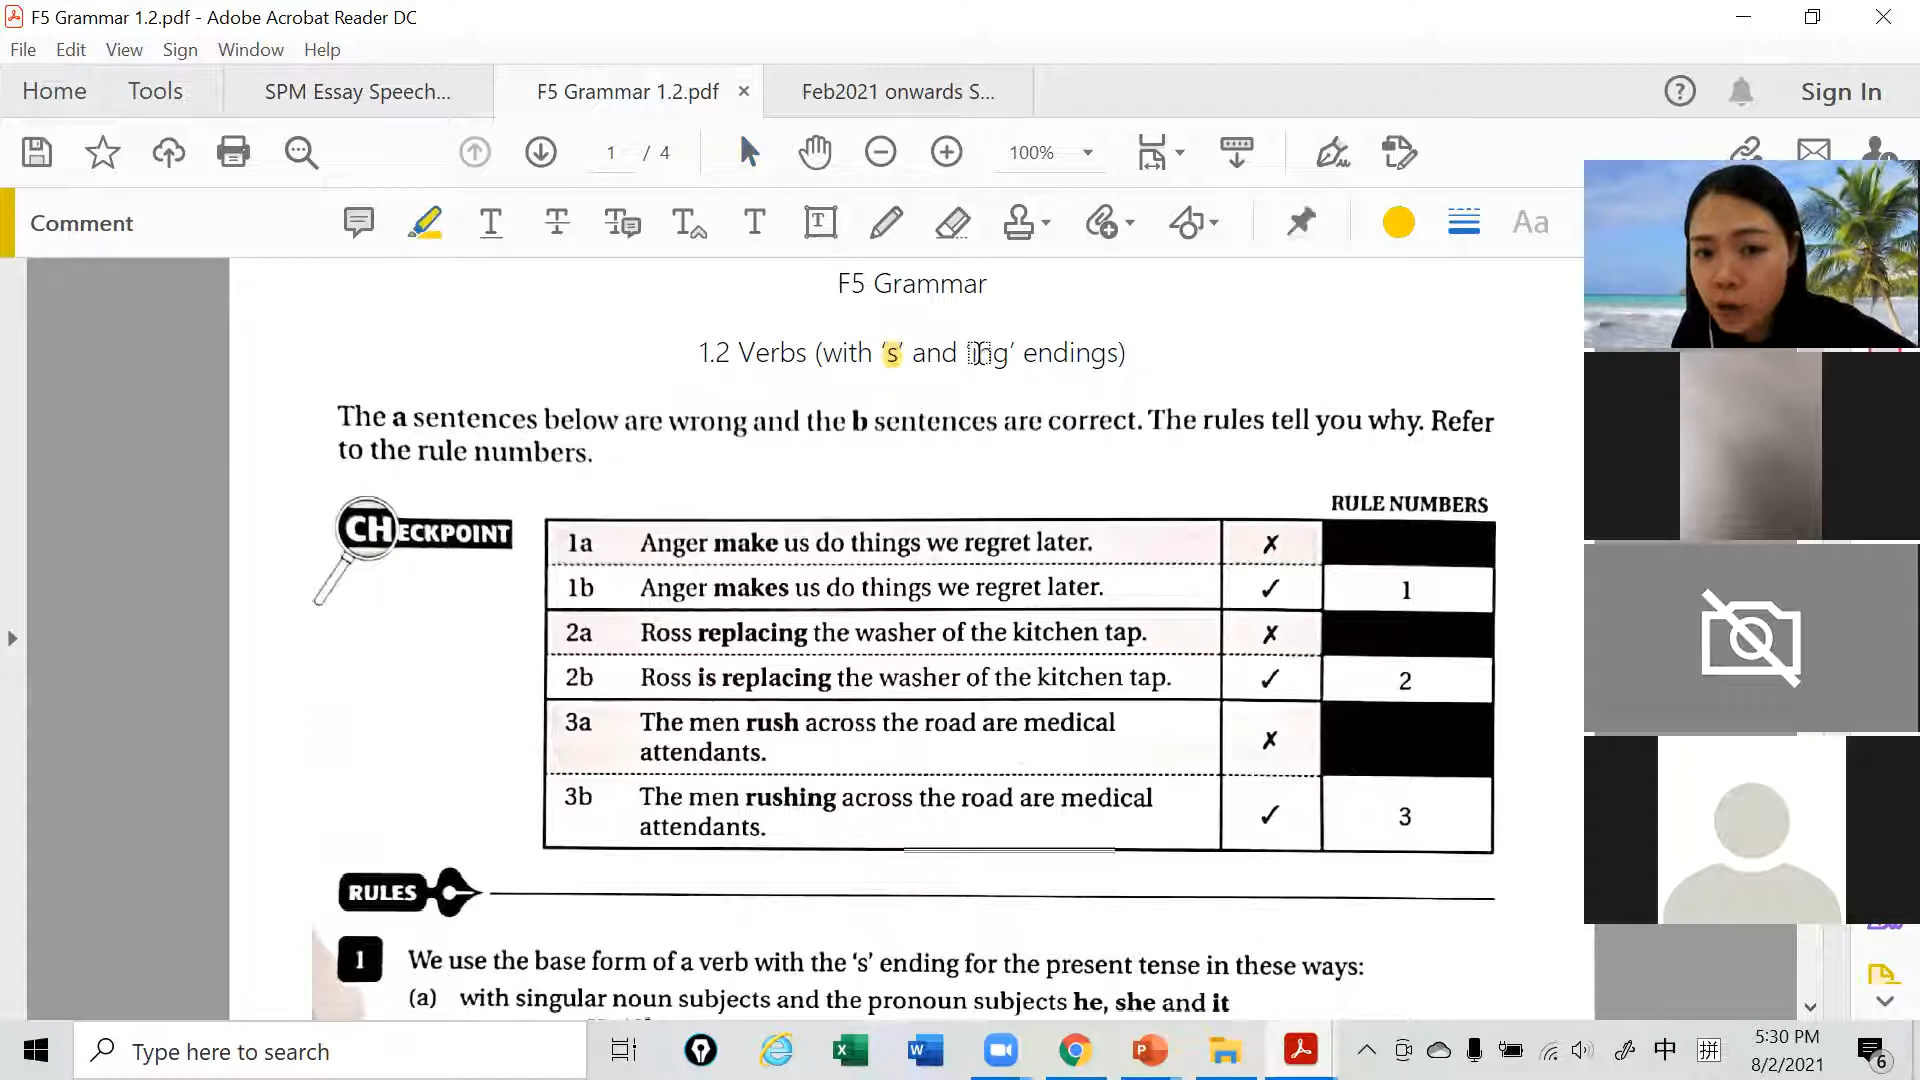 F5 Grammar 1.2.pdf - Adobe Acrobat Reader DC
File Edit View Sign Window Help
Home Tools SPM Essay Speech... F5 Grammar 1.2.pdf × Feb2021 onwards S... Sign In
1 / 4 100%
Comment
Aa
F5 Grammar
1.2 Verbs (with ‘s’ and ‘ing’ endings)
The a sentences below are wrong and the b sentences are correct. The rules tell you why. Refer
to the rule numbers.
RULE NUMBERS
CHECKPOINT
1a Anger make us do things we regret later. ✗
1b Anger makes us do things we regret later. ✓ 1
2a Ross replacing the washer of the kitchen tap. ✗
2b Ross is replacing the washer of the kitchen tap. ✓ 2
3a The men rush across the road are medical
attendants. ✗
3b The men rushing across the road are medical
attendants. ✓ 3
RULES
1 We use the base form of a verb with the ‘s’ ending for the present tense in these ways:
(a) with singular noun subjects and the pronoun subjects he, she and it
Type here to search
中 拼
5:30 PM
8/2/2021
6